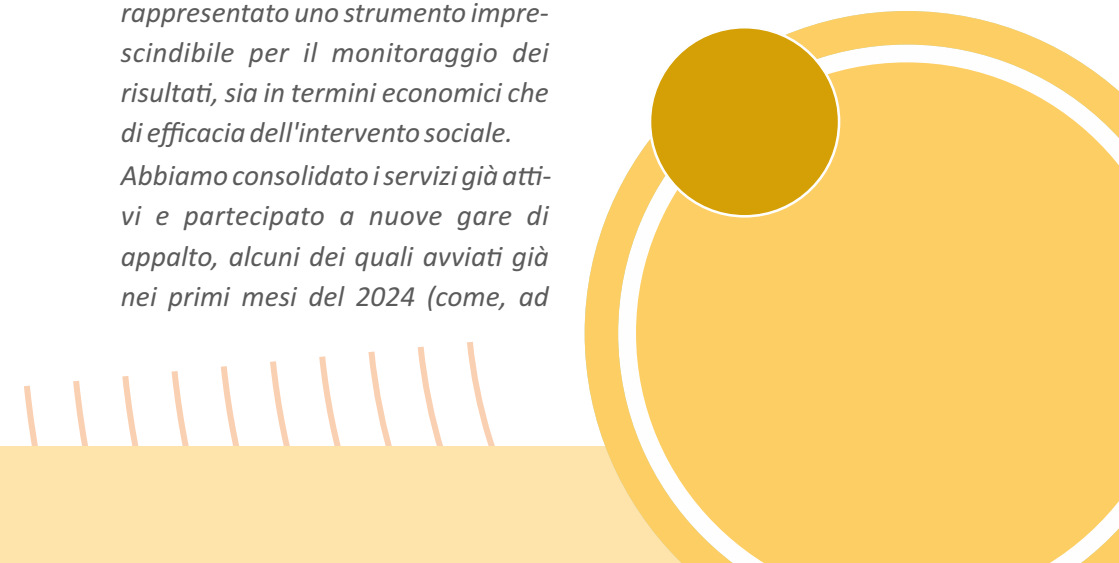 rappresentato uno strumento impre-
scindibile per il monitoraggio dei
risultati, sia in termini economici che
di efficacia dell'intervento sociale.
Abbiamo consolidato i servizi già atti-
vi e partecipato a nuove gare di
appalto, alcuni dei quali avviati già
nei primi mesi del 2024 (come, ad